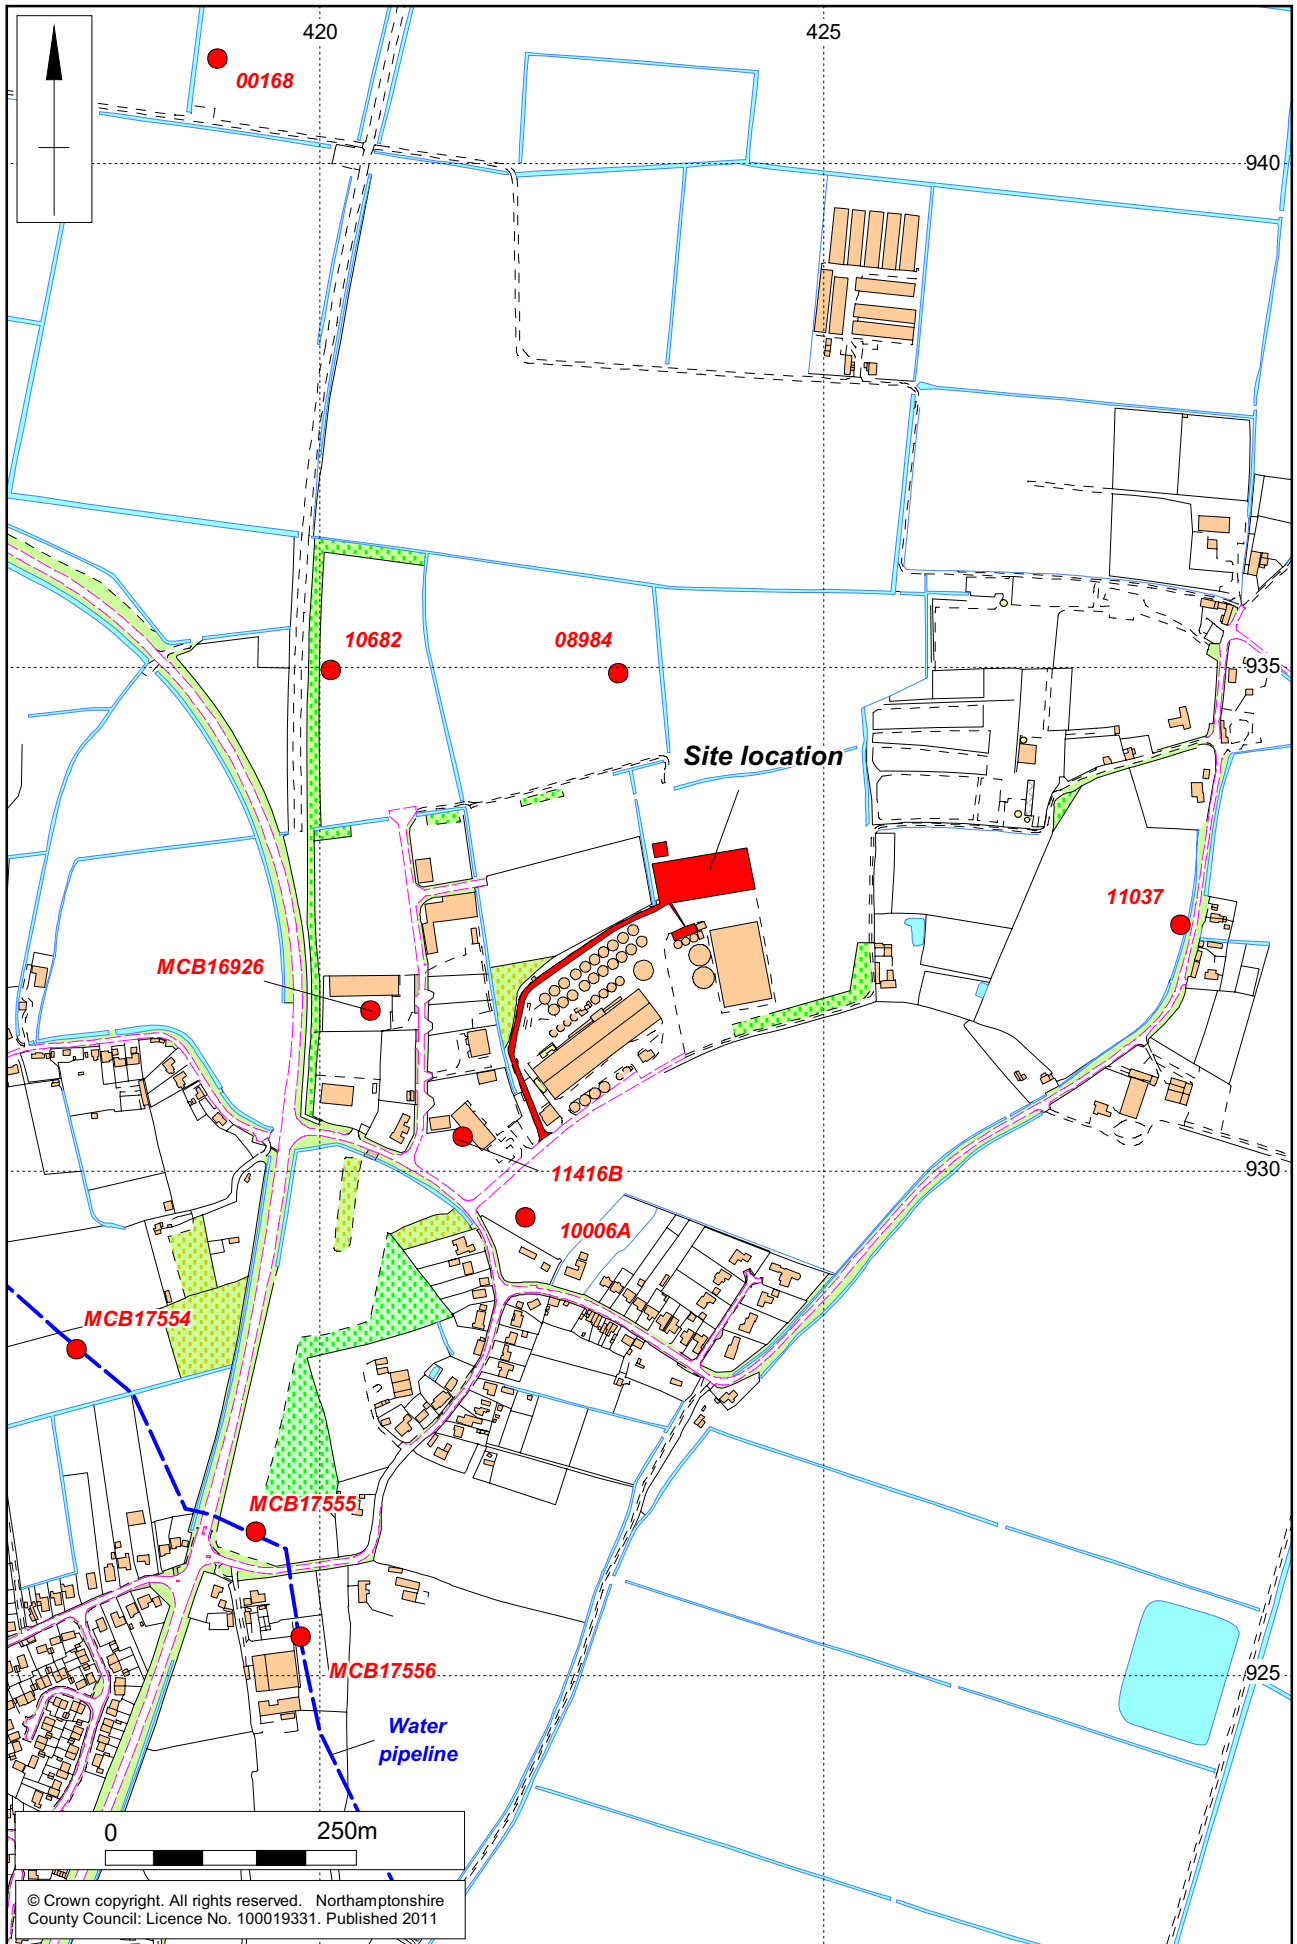 420
425
00168
940
10682
08984
935
Site location
11037
MCB16926
11416B
930
10006A
MCB17554
MCB17555
MCB17556
925
Water
pipeline
0 250m
© Crown copyright. All rights reserved. Northamptonshire
County Council: Licence No. 100019331. Published 2011